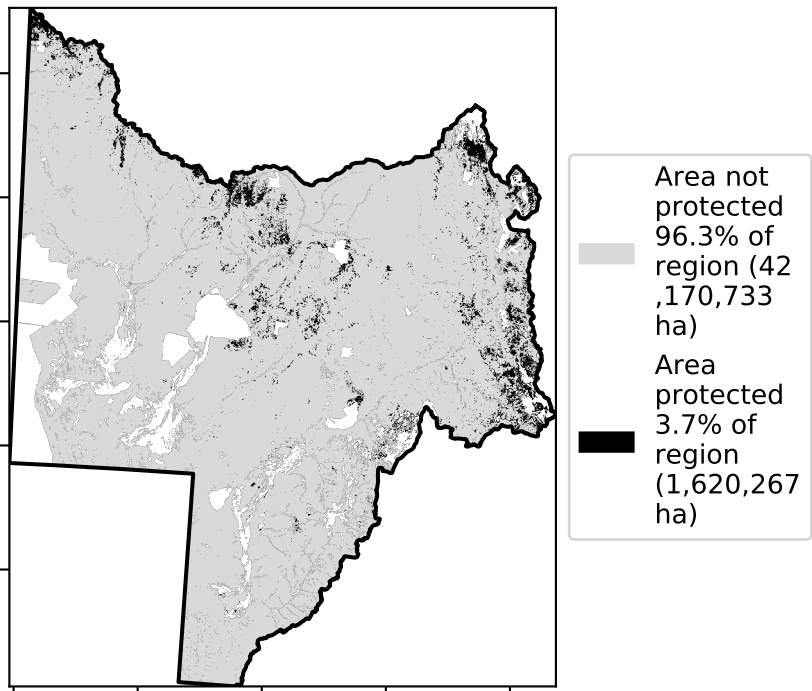 Area not
protected
96.3% of
region (42
,170,733
ha)
Area
protected
3.7% of
region
(1,620,267
ha)